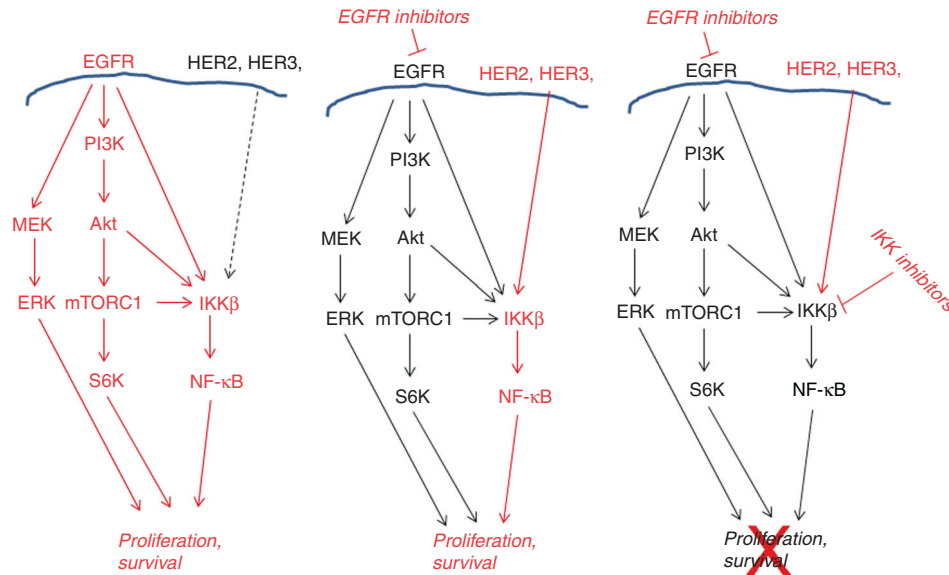 EGFR
HER2, HER3,
PI3K
MEK
Akt
ERK
mTORC1
IKKβ
S6K
NF-κB
Proliferation,
survival
EGFR inhibitors
EGFR
HER2, HER3,
PI3K
MEK
Akt
ERK
mTORC1
IKKβ
S6K
NF-κB
Proliferation,
survival
EGFR inhibitors
EGFR
HER2, HER3,
PI3K
MEK
Akt
IKK inhibitors
ERK
mTORC1
IKKβ
S6K
NF-κB
Proliferation,
survival